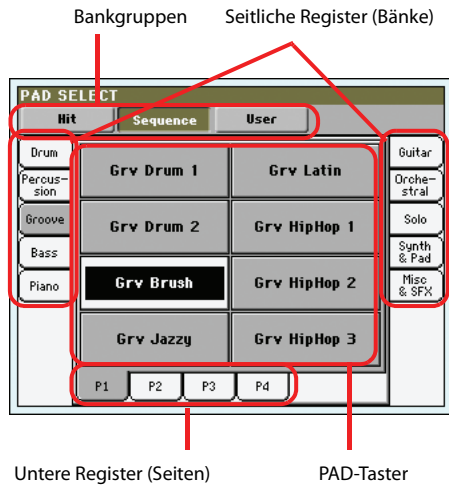 Bankgruppen Seitliche Register (Bänke)
PAD SELECT
Hit Sequence User
Drum
Percus-
sion
Groove
Bass
Piano
Grv Drum 1 Grv Latin
Grv Drum 2 Grv HipHop 1
Grv Brush Grv HipHop 2
Grv Jazzy Grv HipHop 3
Guitar
Orche-
stral
Solo
Synth
& Pad
Misc
& SFX
P1 P2 P3 P4
Untere Register (Seiten) PAD-Taster